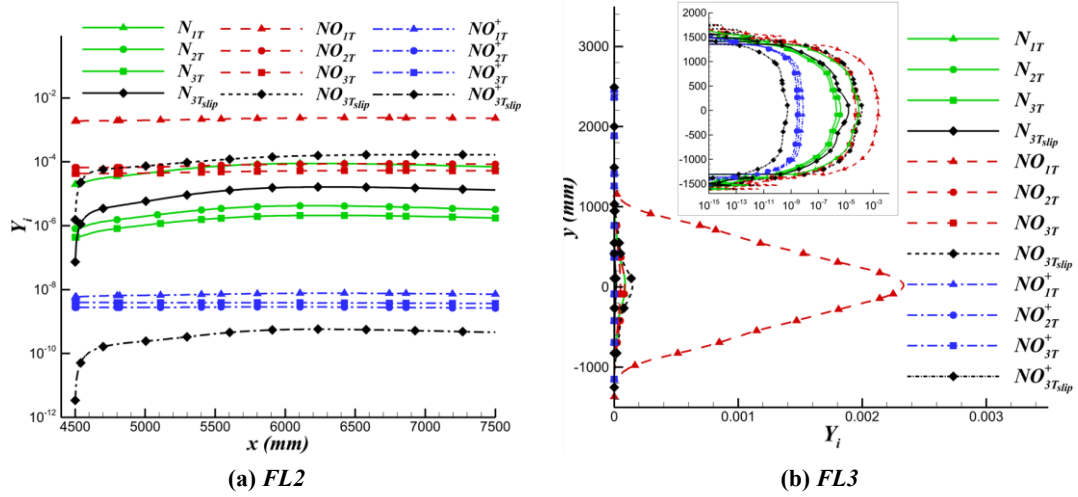 N1T NO1T NO+1T
N2T NO2T NO+2T
N3T NO3T NO+3T
N3Tslip NO3Tslip NO+3Tslip
10-2
10-4
10-6
10-8
10-10
10-12
Yi
4500 5000 5500 6000 6500 7000 7500
x (mm)
(a) FL2
2000
1500
1000
500
0
-500
-1000
-1500
10-15 10-13 10-11 10-9 10-7 10-5 10-3
3000
2000
1000
0
-1000
y (mm)
0 0.001 0.002 0.003
Yi
N1T
N2T
N3T
N3Tslip
NO1T
NO2T
NO3T
NO3Tslip
NO+1T
NO+2T
NO+3T
NO+3Tslip
(b) FL3